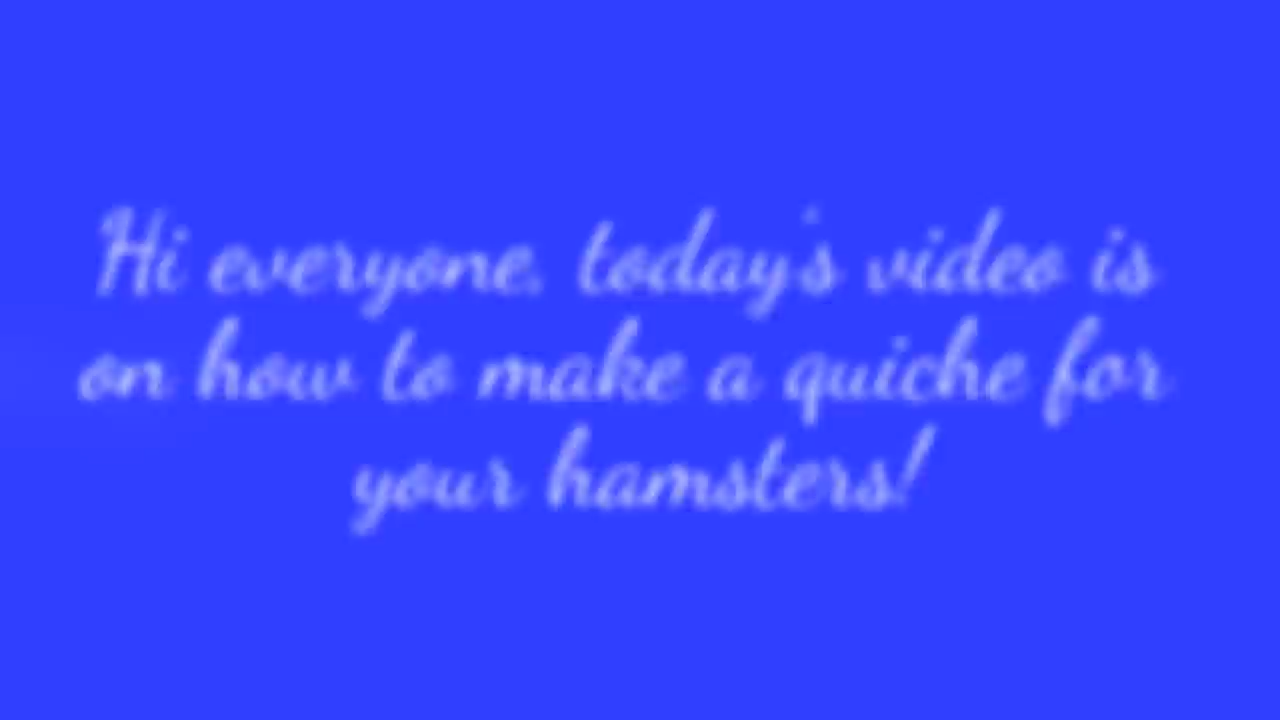 Hi everyone, today's video is
on how to make a quiche for
your hamsters!